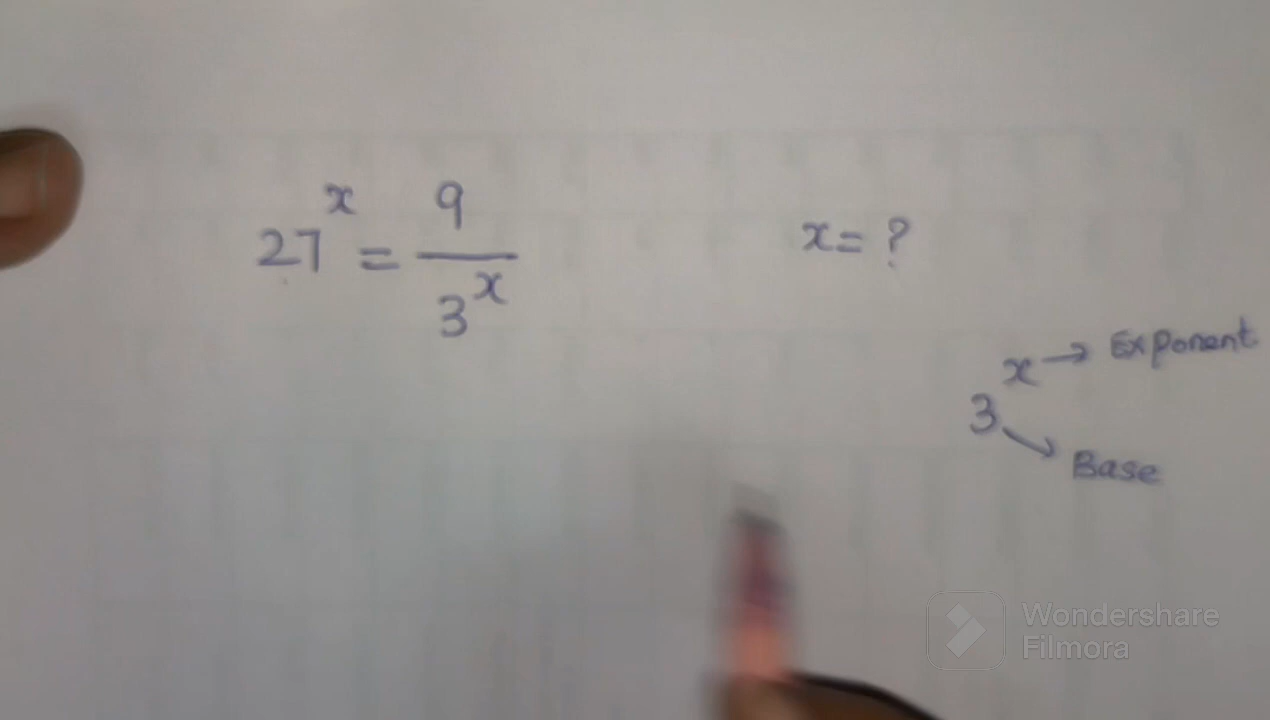 27^x = 9/3^x
x = ?
x → Exponent
3 → Base
Wondershare
Filmora